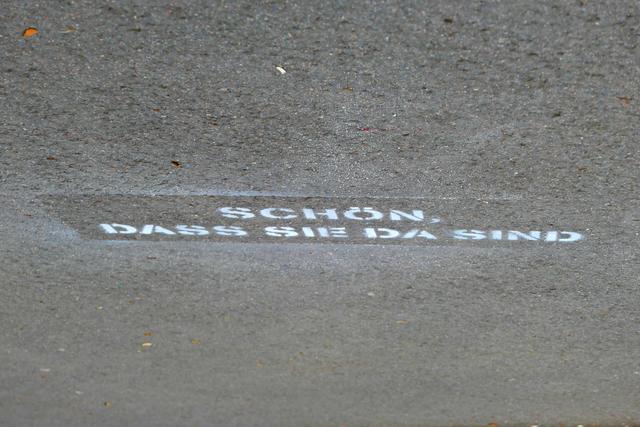 SCHÖN,
DASS SIE DA SIND